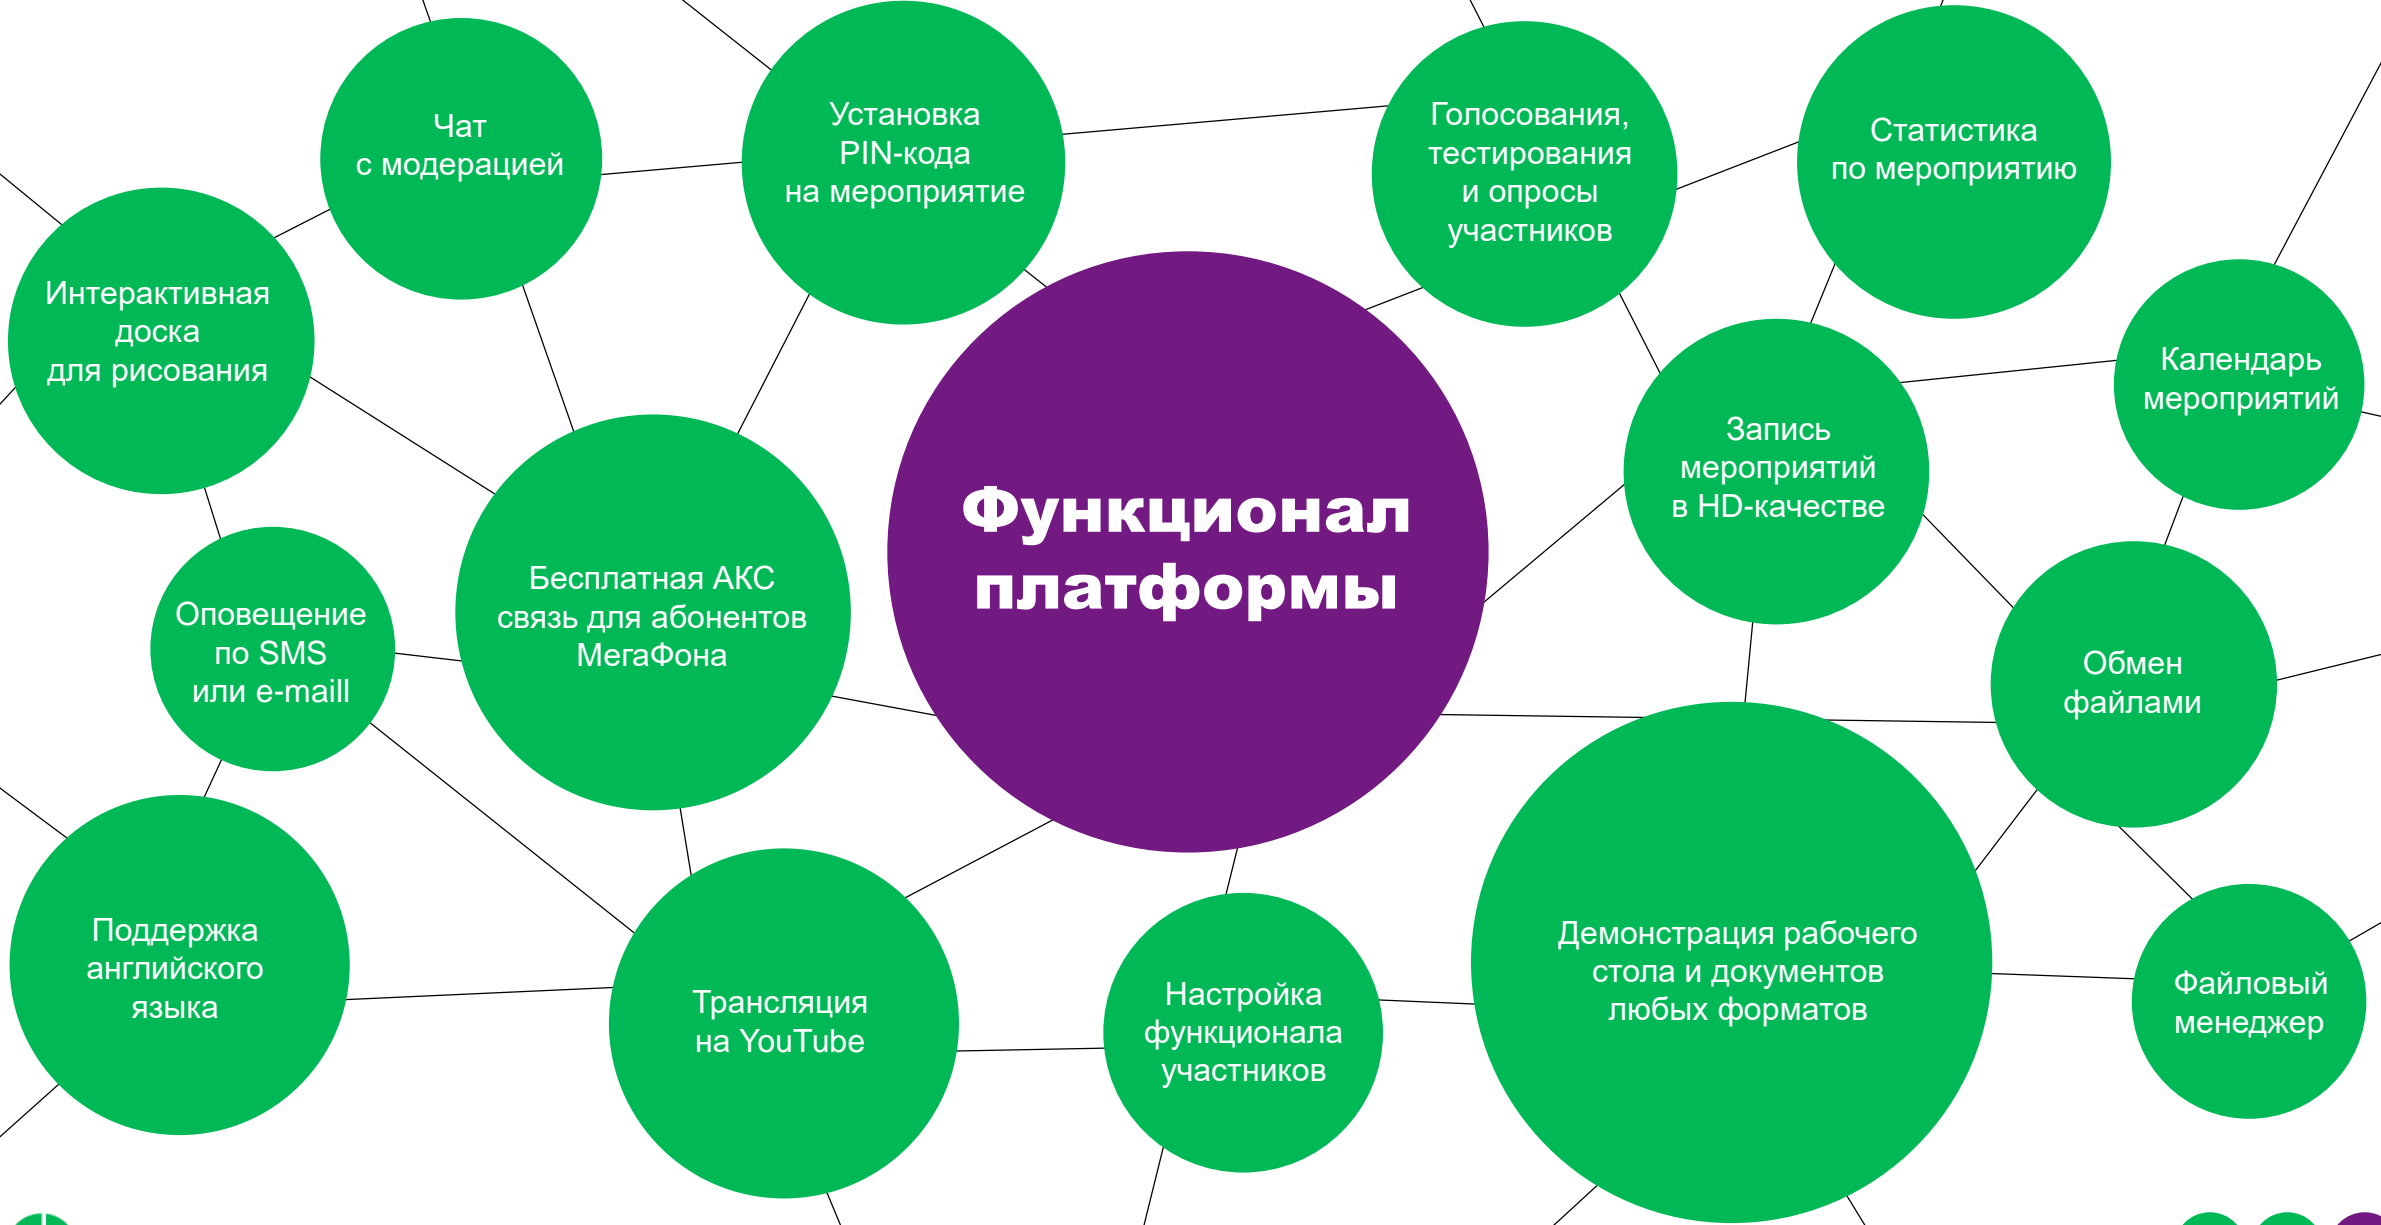 Чат
с модерацией
Установка
PIN-кода
на мероприятие
Голосования,
тестирования
и опросы
участников
Статистика
по мероприятию
Интерактивная
доска
для рисования
Календарь
мероприятий
Запись
мероприятий
в HD-качестве
Функционал
платформы
Бесплатная АКС
связь для абонентов
МегаФона
Оповещение
по SMS
или e-maill
Обмен
файлами
Поддержка
английского
языка
Трансляция
на YouTube
Настройка
функционала
участников
Демонстрация рабочего
стола и документов
любых форматов
Файловый
менеджер